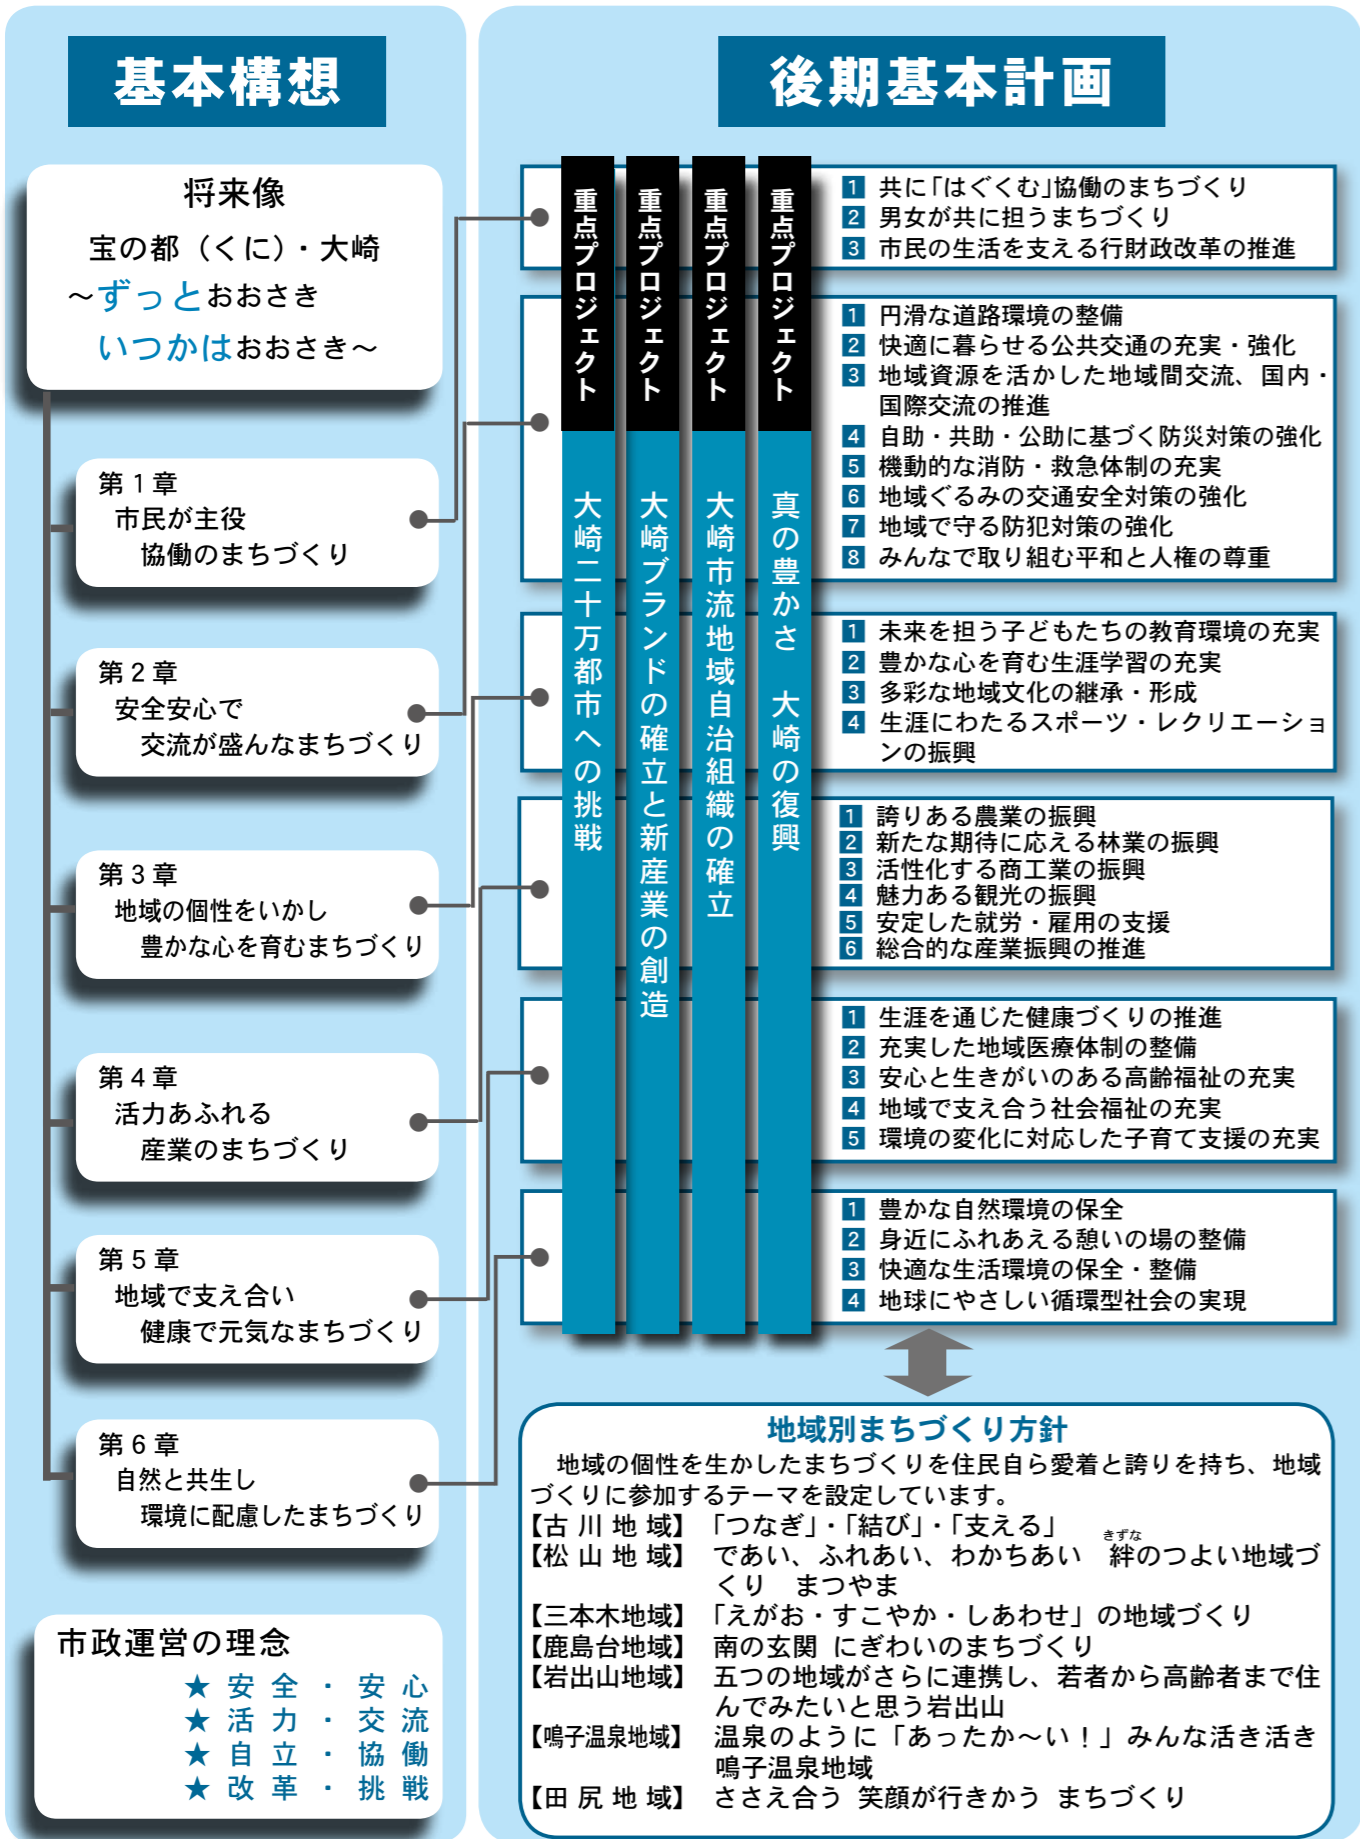 基本構想
将来像
宝の都（くに）・大崎
～ずっとおおさき
いつかはおおさき～
第1章
市民が主役
協働のまちづくり
第2章
安全安心で
交流が盛んなまちづくり
第3章
地域の個性をいかし
豊かな心を育むまちづくり
第4章
活力あふれる
産業のまちづくり
第5章
地域で支え合い
健康で元気なまちづくり
第6章
自然と共生し
環境に配慮したまちづくり
市政運営の理念
★ 安全・安心
★ 活力・交流
★ 自立・協働
★ 改革・挑戦
後期基本計画
重点プロジェクト
大崎二十万都市への挑戦
重点プロジェクト
大崎ブランドの確立と新産業の創造
重点プロジェクト
大崎市流地域自治組織の確立
重点プロジェクト
真の豊かさ 大崎の復興
1 共に「はぐくむ」協働のまちづくり
2 男女が共に担うまちづくり
3 市民の生活を支える行財政改革の推進
1 円滑な道路環境の整備
2 快適に暮らせる公共交通の充実・強化
3 地域資源を活かした地域間交流、国内・
国際交流の推進
4 自助・共助・公助に基づく防災対策の強化
5 機動的な消防・救急体制の充実
6 地域ぐるみの交通安全対策の強化
7 地域で守る防犯対策の強化
8 みんなで取り組む平和と人権の尊重
1 未来を担う子どもたちの教育環境の充実
2 豊かな心を育む生涯学習の充実
3 多彩な地域文化の継承・形成
4 生涯にわたるスポーツ・レクリエーショ
ンの振興
1 誇りある農業の振興
2 新たな期待に応える林業の振興
3 活性化する商工業の振興
4 魅力ある観光の振興
5 安定した就労・雇用の支援
6 総合的な産業振興の推進
1 生涯を通じた健康づくりの推進
2 充実した地域医療体制の整備
3 安心と生きがいのある高齢福祉の充実
4 地域で支え合う社会福祉の充実
5 環境の変化に対応した子育て支援の充実
1 豊かな自然環境の保全
2 身近にふれあえる憩いの場の整備
3 快適な生活環境の保全・整備
4 地球にやさしい循環型社会の実現
地域別まちづくり方針
地域の個性を生かしたまちづくりを住民自ら愛着と誇りを持ち、地域
づくりに参加するテーマを設定しています。
【古川地域】「つなぎ」・「結び」・「支える」
きずな
【松山地域】 であい、ふれあい、わかちあい 絆のつよい地域づ
くり まつやま
【三本木地域】「えがお・すこやか・しあわせ」の地域づくり
【鹿島台地域】 南の玄関 にぎわいのまちづくり
【岩出山地域】 五つの地域がさらに連携し、若者から高齢者まで住
んでみたいと思う岩出山
【鳴子温泉地域】 温泉のように「あったか～い！」みんな活き活き
鳴子温泉地域
【田尻地域】 ささえ合う 笑顔が行きかう まちづくり